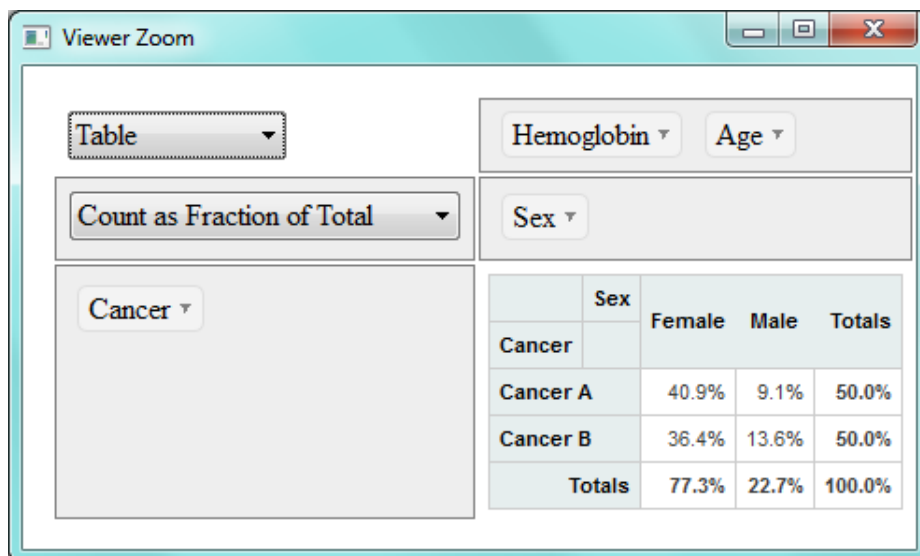 Viewer Zoom
Table
Hemoglobin Age
Count as Fraction of Total
Sex
Cancer
Sex
Female Male Totals
Cancer
Cancer A 40.9% 9.1% 50.0%
Cancer B 36.4% 13.6% 50.0%
Totals 77.3% 22.7% 100.0%